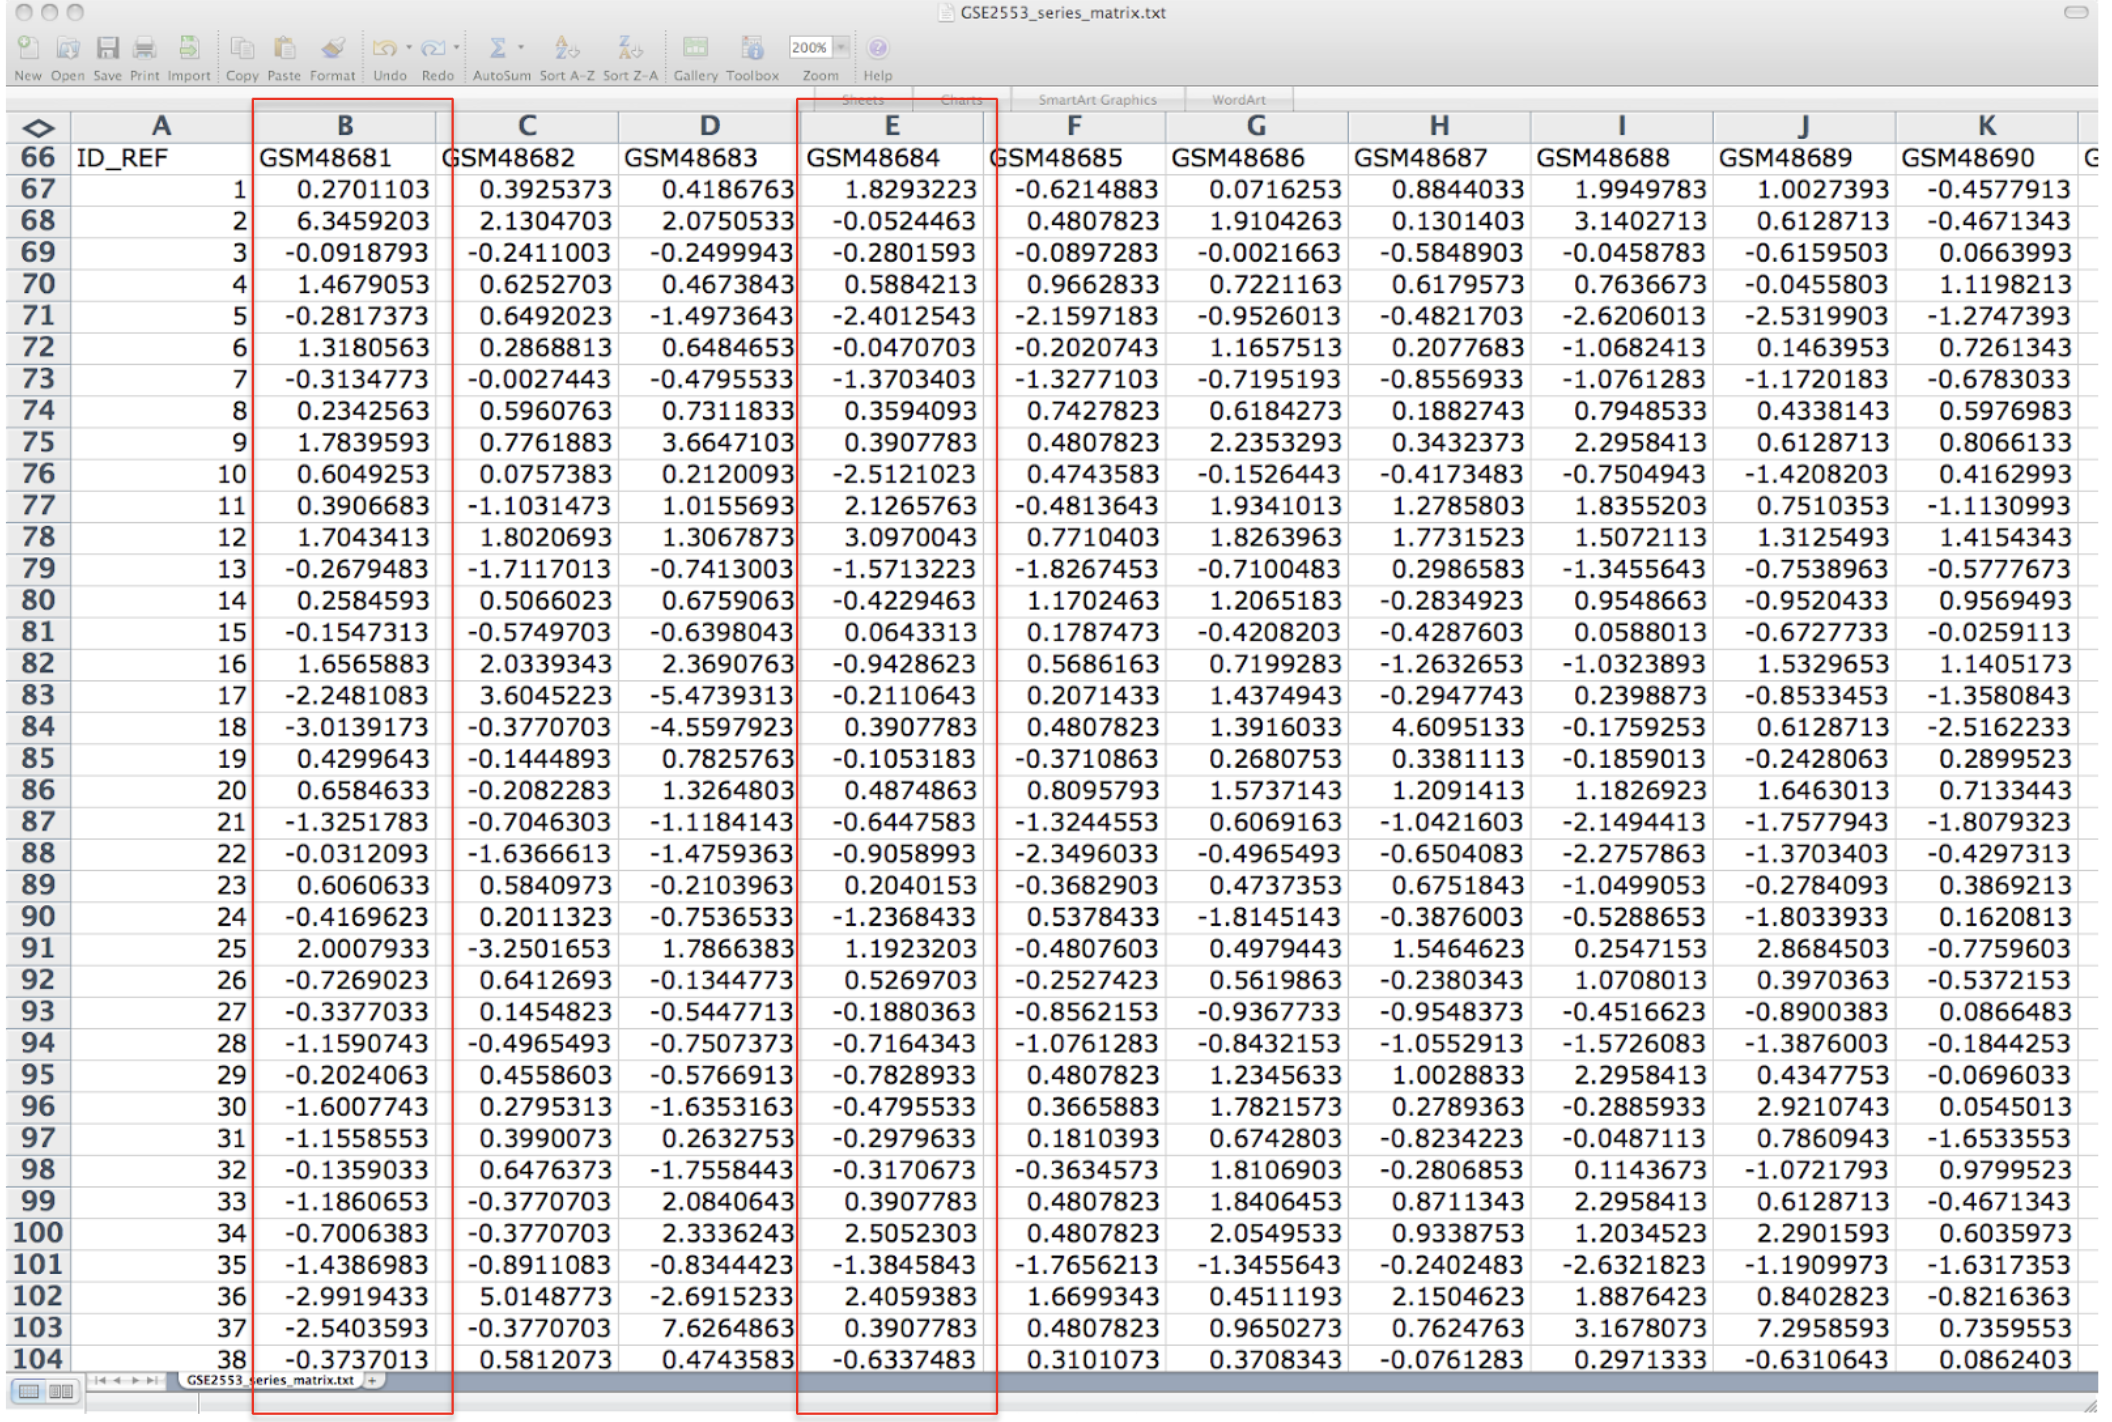 GSE2553_series_matrix.txt
200%
New Open Save Print Import Copy Paste Format Undo Redo AutoSum Sort A-Z Sort Z-A Gallery Toolbox Zoom Help
Sheets Charts SmartArt Graphics WordArt
A B C D E F G H I J K
66 ID_REF GSM48681 GSM48682 GSM48683 GSM48684 GSM48685 GSM48686 GSM48687 GSM48688 GSM48689 GSM48690 G
67 1 0.2701103 0.3925373 0.4186763 1.8293223 -0.6214883 0.0716253 0.8844033 1.9949783 1.0027393 -0.4577913
68 2 6.3459203 2.1304703 2.0750533 -0.0524463 0.4807823 1.9104263 0.1301403 3.1402713 0.6128713 -0.4671343
69 3 -0.0918793 -0.2411003 -0.2499943 -0.2801593 -0.0897283 -0.0021663 -0.5848903 -0.0458783 -0.6159503 0.0663993
70 4 1.4679053 0.6252703 0.4673843 0.5884213 0.9662833 0.7221163 0.6179573 0.7636673 -0.0455803 1.1198213
71 5 -0.2817373 0.6492023 -1.4973643 -2.4012543 -2.1597183 -0.9526013 -0.4821703 -2.6206013 -2.5319903 -1.2747393
72 6 1.3180563 0.2868813 0.6484653 -0.0470703 -0.2020743 1.1657513 0.2077683 -1.0682413 0.1463953 0.7261343
73 7 -0.3134773 -0.0027443 -0.4795533 -1.3703403 -1.3277103 -0.7195193 -0.8556933 -1.0761283 -1.1720183 -0.6783033
74 8 0.2342563 0.5960763 0.7311833 0.3594093 0.7427823 0.6184273 0.1882743 0.7948533 0.4338143 0.5976983
75 9 1.7839593 0.7761883 3.6647103 0.3907783 0.4807823 2.2353293 0.3432373 2.2958413 0.6128713 0.8066133
76 10 0.6049253 0.0757383 0.2120093 -2.5121023 0.4743583 -0.1526443 -0.4173483 -0.7504943 -1.4208203 0.4162993
77 11 0.3906683 -1.1031473 1.0155693 2.1265763 -0.4813643 1.9341013 1.2785803 1.8355203 0.7510353 -1.1130993
78 12 1.7043413 1.8020693 1.3067873 3.0970043 0.7710403 1.8263963 1.7731523 1.5072113 1.3125493 1.4154343
79 13 -0.2679483 -1.7117013 -0.7413003 -1.5713223 -1.8267453 -0.7100483 0.2986583 -1.3455643 -0.7538963 -0.5777673
80 14 0.2584593 0.5066023 0.6759063 -0.4229463 1.1702463 1.2065183 -0.2834923 0.9548663 -0.9520433 0.9569493
81 15 -0.1547313 -0.5749703 -0.6398043 0.0643313 0.1787473 -0.4208203 -0.4287603 0.0588013 -0.6727733 -0.0259113
82 16 1.6565883 2.0339343 2.3690763 -0.9428623 0.5686163 0.7199283 -1.2632653 -1.0323893 1.5329653 1.1405173
83 17 -2.2481083 3.6045223 -5.4739313 -0.2110643 0.2071433 1.4374943 -0.2947743 0.2398873 -0.8533453 -1.3580843
84 18 -3.0139173 -0.3770703 -4.5597923 0.3907783 0.4807823 1.3916033 4.6095133 -0.1759253 0.6128713 -2.5162233
85 19 0.4299643 -0.1444893 0.7825763 -0.1053183 -0.3710863 0.2680753 0.3381113 -0.1859013 -0.2428063 0.2899523
86 20 0.6584633 -0.2082283 1.3264803 0.4874863 0.8095793 1.5737143 1.2091413 1.1826923 1.6463013 0.7133443
87 21 -1.3251783 -0.7046303 -1.1184143 -0.6447583 -1.3244553 0.6069163 -1.0421603 -2.1494413 -1.7577943 -1.8079323
88 22 -0.0312093 -1.6366613 -1.4759363 -0.9058993 -2.3496033 -0.4965493 -0.6504083 -2.2757863 -1.3703403 -0.4297313
89 23 0.6060633 0.5840973 -0.2103963 0.2040153 -0.3682903 0.4737353 0.6751843 -1.0499053 -0.2784093 0.3869213
90 24 -0.4169623 0.2011323 -0.7536533 -1.2368433 0.5378433 -1.8145143 -0.3876003 -0.5288653 -1.8033933 0.1620813
91 25 2.0007933 -3.2501653 1.7866383 1.1923203 -0.4807603 0.4979443 1.5464623 0.2547153 2.8684503 -0.7759603
92 26 -0.7269023 0.6412693 -0.1344773 0.5269703 -0.2527423 0.5619863 -0.2380343 1.0708013 0.3970363 -0.5372153
93 27 -0.3377033 0.1454823 -0.5447713 -0.1880363 -0.8562153 -0.9367733 -0.9548373 -0.4516623 -0.8900383 0.0866483
94 28 -1.1590743 -0.4965493 -0.7507373 -0.7164343 -1.0761283 -0.8432153 -1.0552913 -1.5726083 -1.3876003 -0.1844253
95 29 -0.2024063 0.4558603 -0.5766913 -0.7828933 0.4807823 1.2345633 1.0028833 2.2958413 0.4347753 -0.0696033
96 30 -1.6007743 0.2795313 -1.6353163 -0.4795533 0.3665883 1.7821573 0.2789363 -0.2885933 2.9210743 0.0545013
97 31 -1.1558553 0.3990073 0.2632753 -0.2979633 0.1810393 0.6742803 -0.8234223 -0.0487113 0.7860943 -1.6533553
98 32 -0.1359033 0.6476373 -1.7558443 -0.3170673 -0.3634573 1.8106903 -0.2806853 0.1143673 -1.0721793 0.9799523
99 33 -1.1860653 -0.3770703 2.0840643 0.3907783 0.4807823 1.8406453 0.8711343 2.2958413 0.6128713 -0.4671343
100 34 -0.7006383 -0.3770703 2.3336243 2.5052303 0.4807823 2.0549533 0.9338753 1.2034523 2.2901593 0.6035973
101 35 -1.4386983 -0.8911083 -0.8344423 -1.3845843 -1.7656213 -1.3455643 -0.2402483 -2.6321823 -1.1909973 -1.6317353
102 36 -2.9919433 5.0148773 -2.6915233 2.4059383 1.6699343 0.4511193 2.1504623 1.8876423 0.8402823 -0.8216363
103 37 -2.5403593 -0.3770703 7.6264863 0.3907783 0.4807823 0.9650273 0.7624763 3.1678073 7.2958593 0.7359553
104 38 -0.3737013 0.5812073 0.4743583 -0.6337483 0.3101073 0.3708343 -0.0761283 0.2971333 -0.6310643 0.0862403
GSE2553_series_matrix.txt +